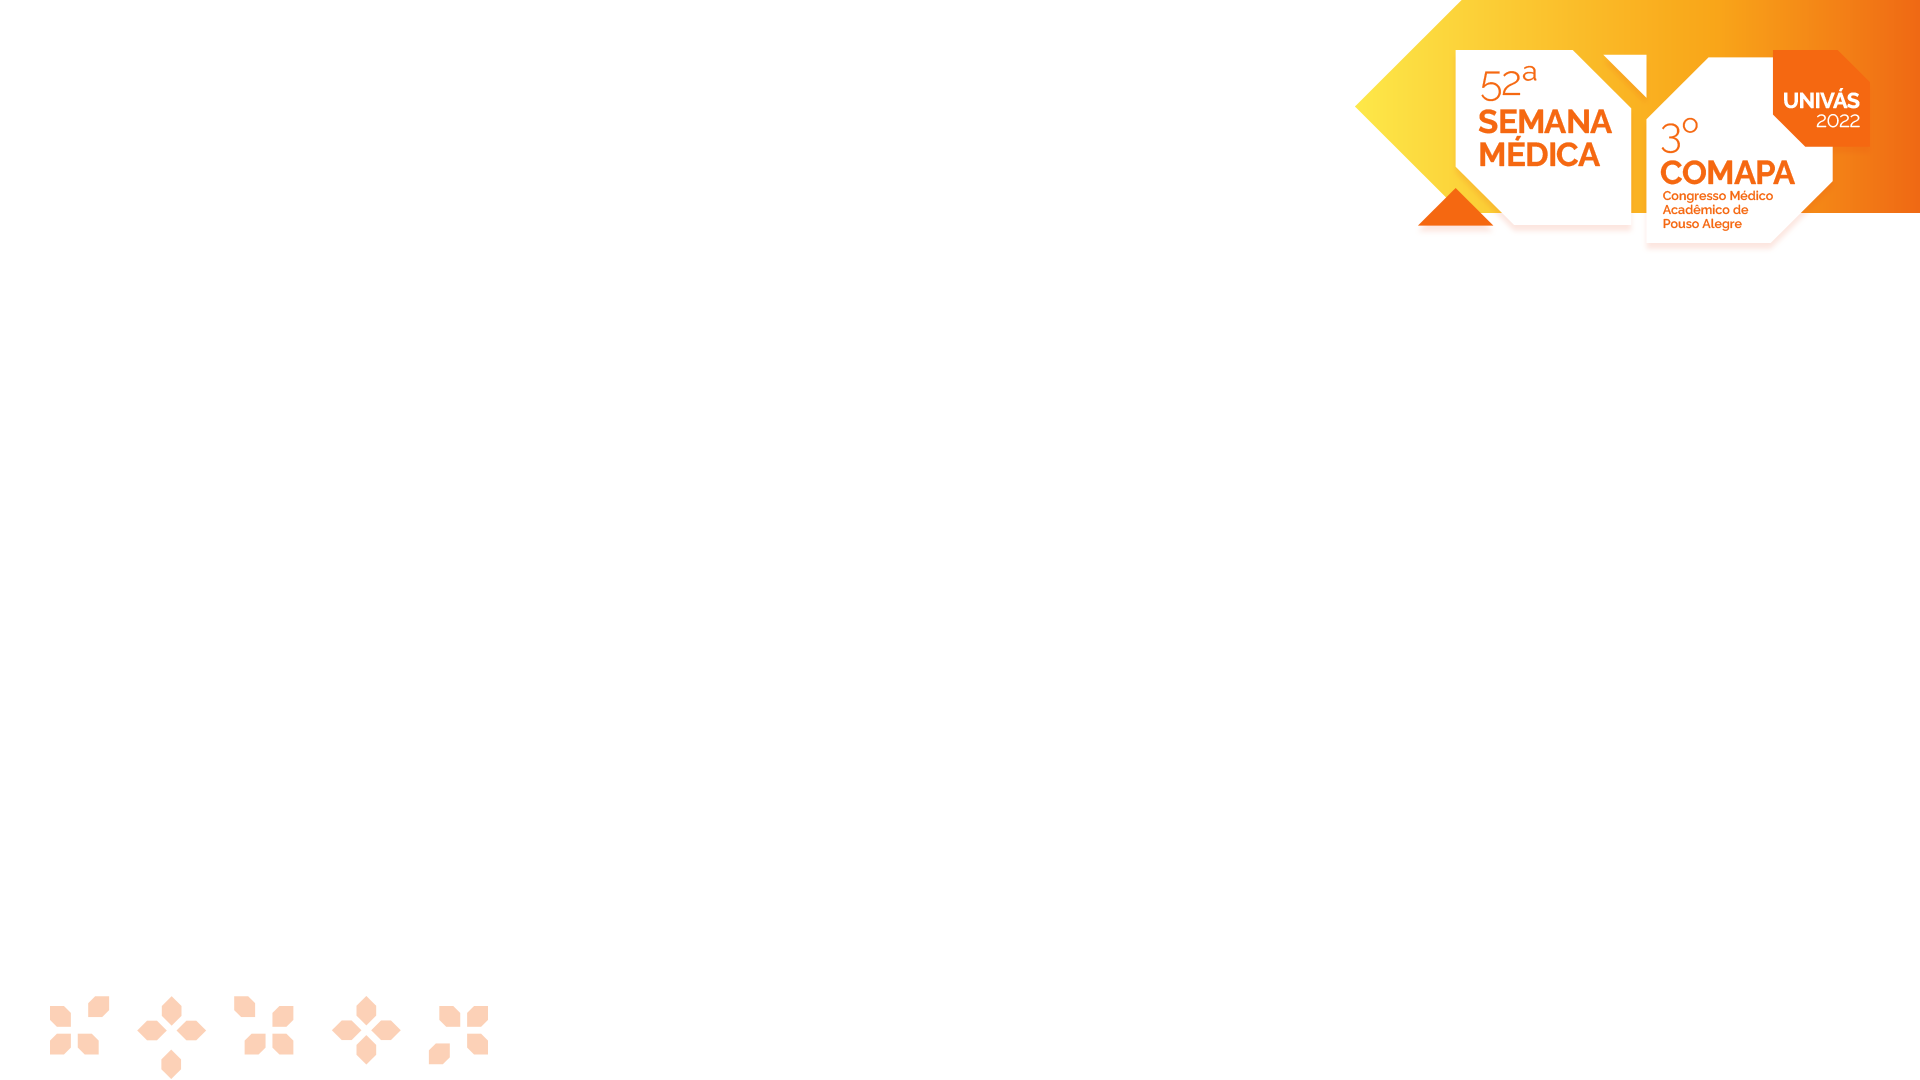 52ª
SEMANA
MÉDICA
UNIVÁS
2022
3º
COMAPA
Congresso Médico
Acadêmico de
Pouso Alegre